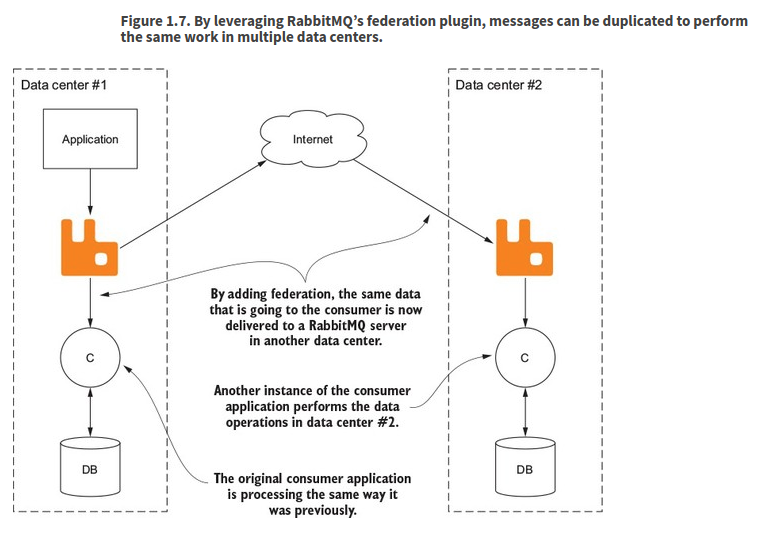 Figure 1.7. By leveraging RabbitMQ's federation plugin, messages can be duplicated to perform
the same work in multiple data centers.
Data center #1
Data center #2
Application
Internet
By adding federation, the same data
that is going to the consumer is now
delivered to a RabbitMQ server
in another data center.
C
C
Another instance of the consumer
application performs the data
operations in data center #2.
DB
DB
The original consumer application
is processing the same way it
was previously.